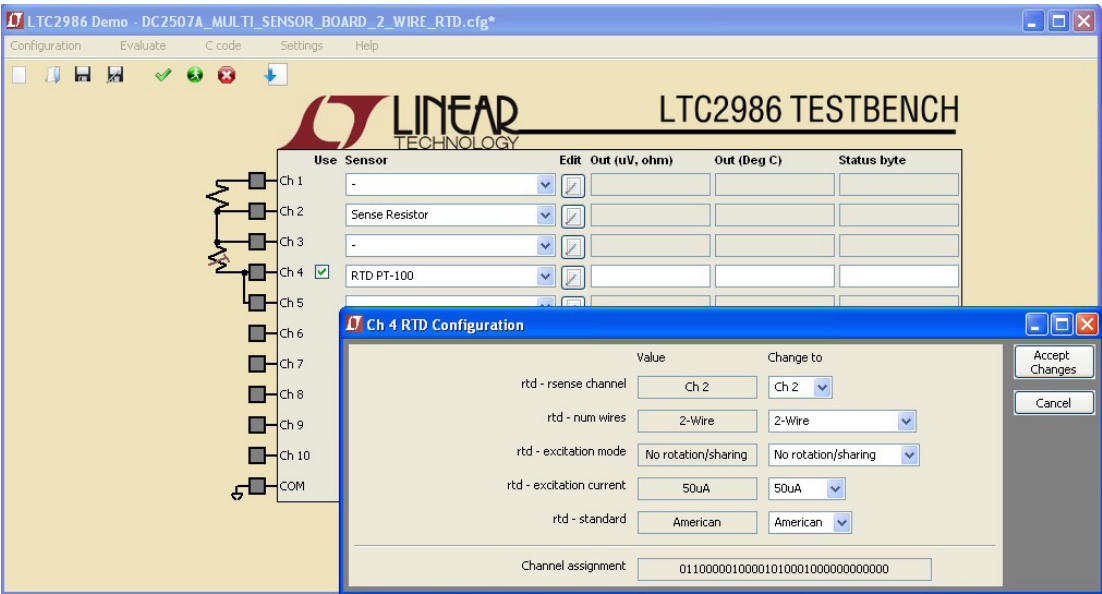 LTC2986 Demo - DC2507A_MULTI_SENSOR_BOARD_2_WIRE_RTD.cfg*
Configuration Evaluate C code Settings Help
LINEAR TECHNOLOGY
LTC2986 TESTBENCH
Use Sensor Edit Out (uV, ohm) Out (Deg C) Status byte
Ch 1 -
Ch 2 Sense Resistor
Ch 3 -
Ch 4 RTD PT-100
Ch 5
Ch 6
Ch 7
Ch 8
Ch 9
Ch 10
COM
Ch 4 RTD Configuration
Value Change to
Accept Changes
Cancel
rtd - rsense channel Ch 2 Ch 2
rtd - num wires 2-Wire 2-Wire
rtd - excitation mode No rotation/sharing No rotation/sharing
rtd - excitation current 50uA 50uA
rtd - standard American American
Channel assignment 01100000100001010001000000000000